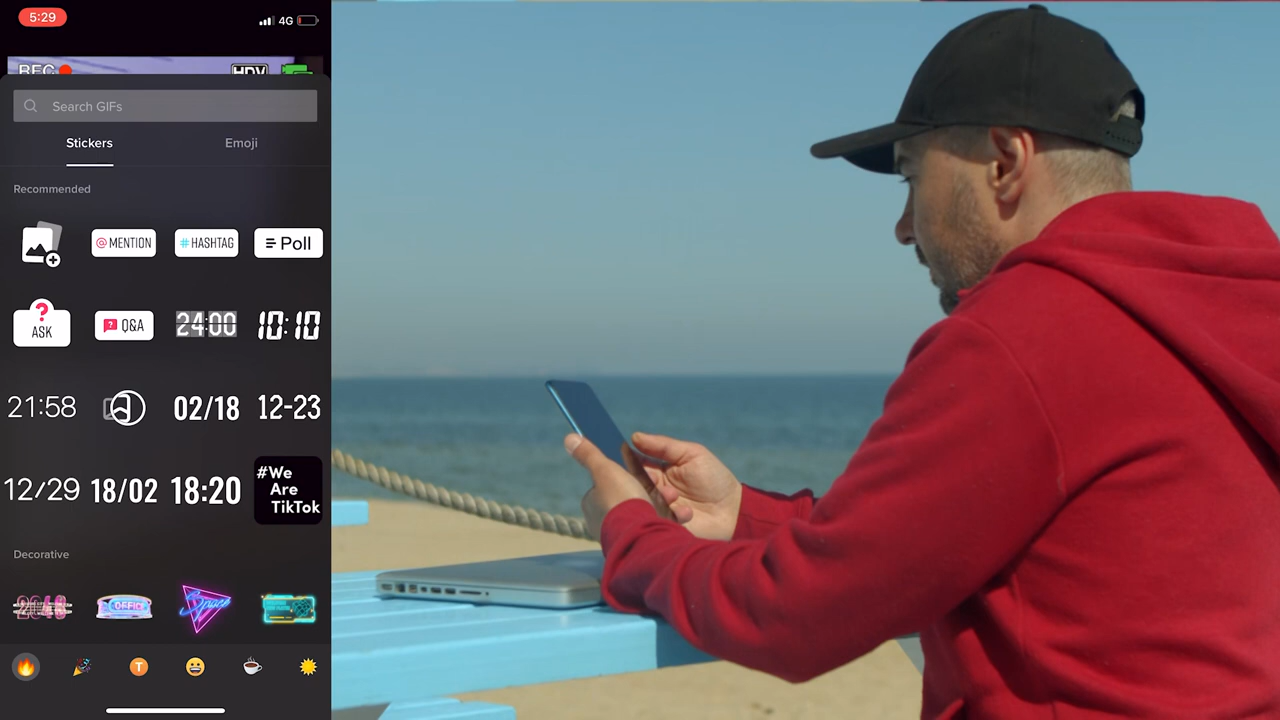 5:29
4G
REC
HDV
Search GIFs
Stickers
Emoji
Recommended
@ MENTION
# HASHTAG
Poll
?
ASK
? Q&A
24:00
10:10
21:58
02/18
12-23
12/29
18/02
18:20
#We
Are
TikTok
Decorative
OFFICE
Space
T